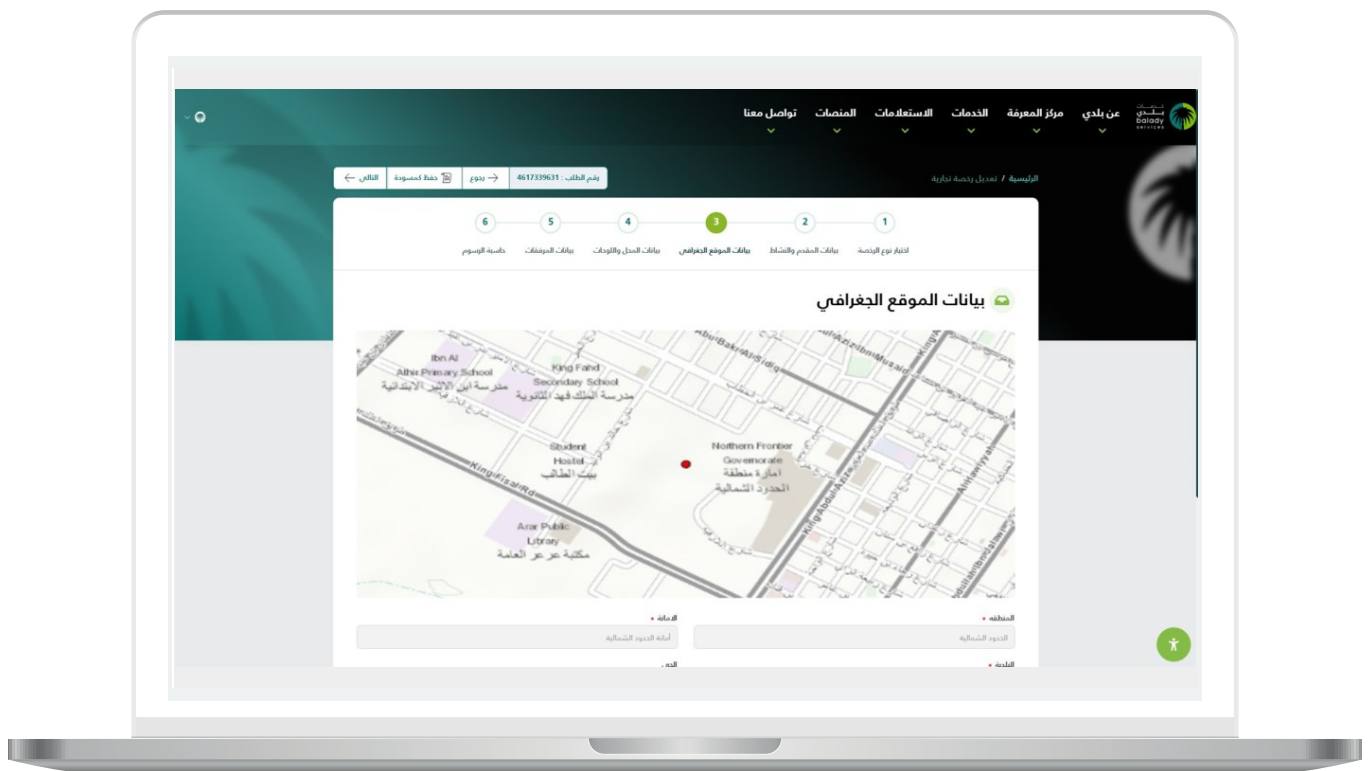 خدمات
بلدي
balady
services
عن بلدي
مركز المعرفة
الخدمات
الاستعلامات
المنصات
تواصل معنا
الرئيسية / تعديل رخصة تجارية
رقم الطلب : 4617339631
رجوع
حفظ كمسودة
التالي
1
2
3
4
5
6
اختيار نوع الرخصة
بيانات المقدم والنشاط
بيانات الموقع الجغرافي
بيانات المحل واللوحات
بيانات المرفقات
حاسبة الرسوم
بيانات الموقع الجغرافي
Ibn Al
Athir Primary School
مدرسة ابن الأثير الابتدائية
King Fahd
Secondary School
مدرسة الملك فهد الثانوية
Abu Bakr Al Sidiq
King Faisal Rd
Student
Hostel
بيت الطالب
Northern Frontier
Governorate
امارة منطقة
الحدود الشمالية
King Abdul Aziz
Arar Public
Library
مكتبة عرعر العامة
المنطقه *
الامانة *
الحدود الشمالية
أمانة الحدود الشمالية
البلدية *
الحي